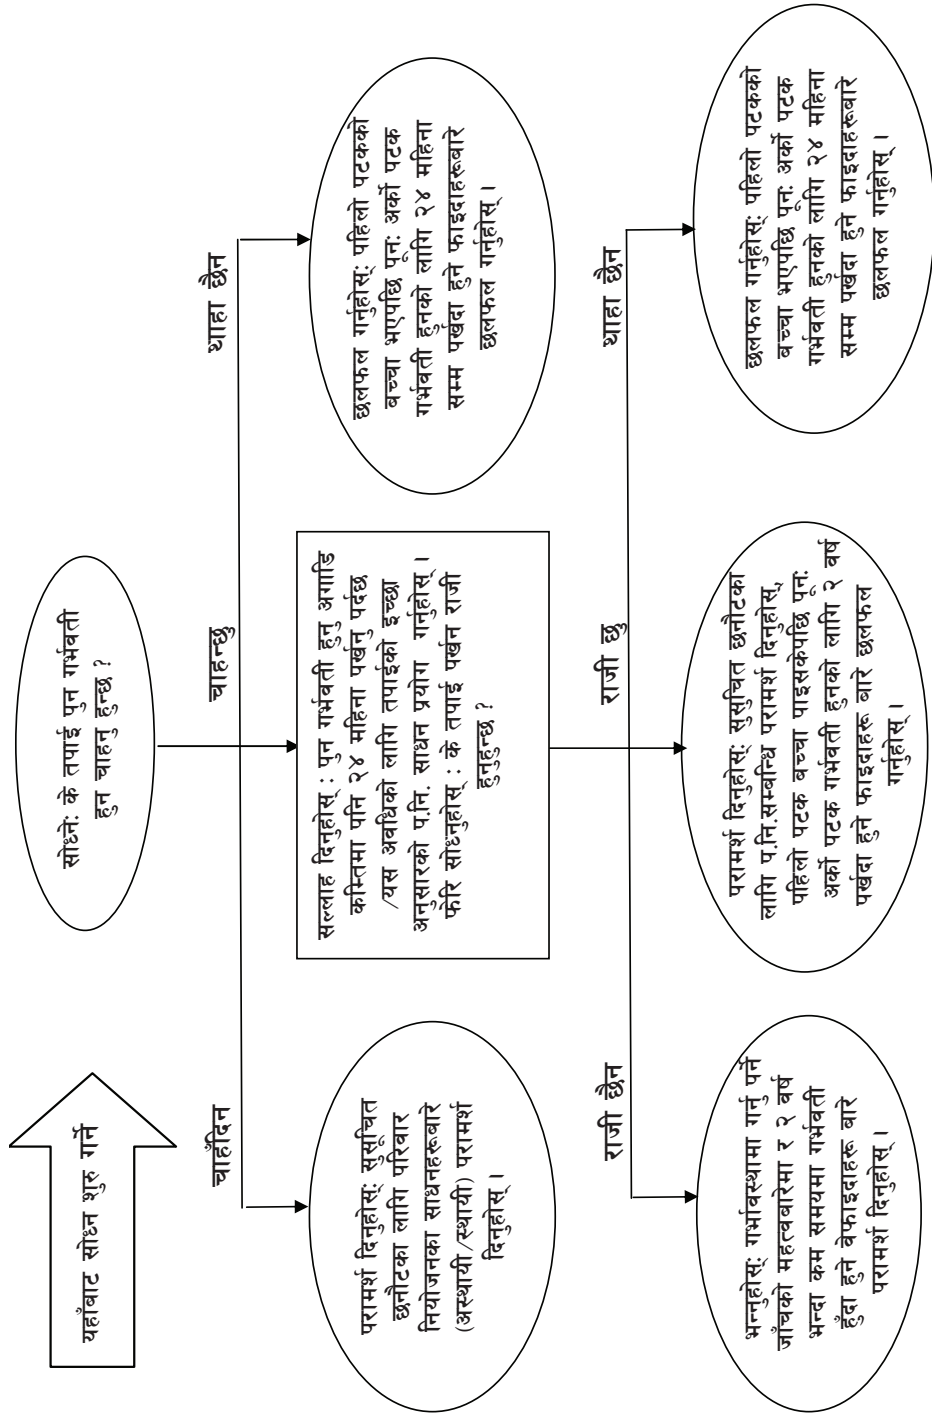 यहाँबाट सोध्न शुरु गर्ने
सोध्ने: के तपाई पुन गर्भवती
हुन चाहनु हुन्छ ?
चाहँदिन
चाहन्छु
थाहा छैन
परामर्श दिनुहोस्: सुसूचित
छनौटका लागि परिवार
नियोजनका साधनहरूबारे
(अस्थायी/स्थायी) परामर्श
दिनुहोस् ।
सल्लाह दिनुहोस् : पुन गर्भवती हुनु अगाडि
कम्तिमा पनि २४ महिना पर्खनु पर्दछ
/यस अवधिको लागि तपाईको इच्छा
अनुसारको प.नि. साधन प्रयोग गर्नुहोस् ।
फेरि सोध्नुहोस् : के तपाई पर्खन राजी
हुनुहुन्छ ?
छलफल गर्नुहोस्: पहिलो पटकको
बच्चा भएपछि पून: अर्को पटक
गर्भवती हुनको लागि २४ महिना
सम्म पर्खदा हुने फाइदाहरूबारे
छलफल गर्नुहोस् ।
राजी छैन
राजी छु
थाहा छैन
भन्नुहोस्: गर्भावस्थामा गर्नु पर्ने
जाँचको महत्वबारेमा र २ वर्ष
भन्दा कम समयमा गर्भवती
हुँदा हुने बेफाइदाहरू बारे
परामर्श दिनुहोस् ।
परामर्श दिनुहोस्: सुसुचित छनौटका
लागि प.नि.सम्बन्धि परामर्श दिनुहोस्,
पहिलो पटक बच्चा पाइसकेपछि पून:
अर्को पटक गर्भवती हुनको लागि २ वर्ष
पर्खदा हुने फाइदाहरू बारे छलफल
गर्नुहोस् ।
छलफल गर्नुहोस्: पहिलो पटकको
बच्चा भएपछि पून: अर्को पटक
गर्भवती हुनको लागि २४ महिना
सम्म पर्खदा हुने फाइदाहरूबारे
छलफल गर्नुहोस् ।